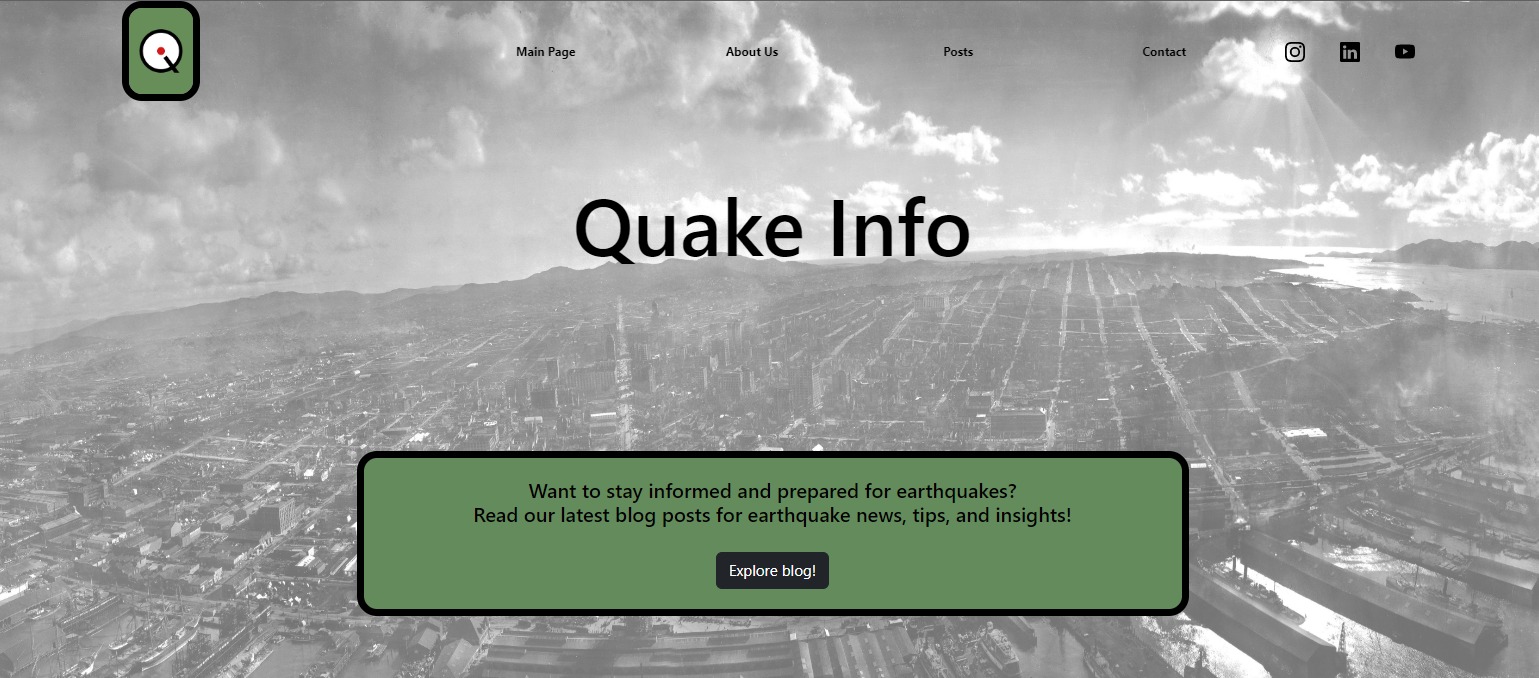 Q
Main Page
About Us
Posts
Contact
in
Quake Info
Want to stay informed and prepared for earthquakes?
Read our latest blog posts for earthquake news, tips, and insights!
Explore blog!